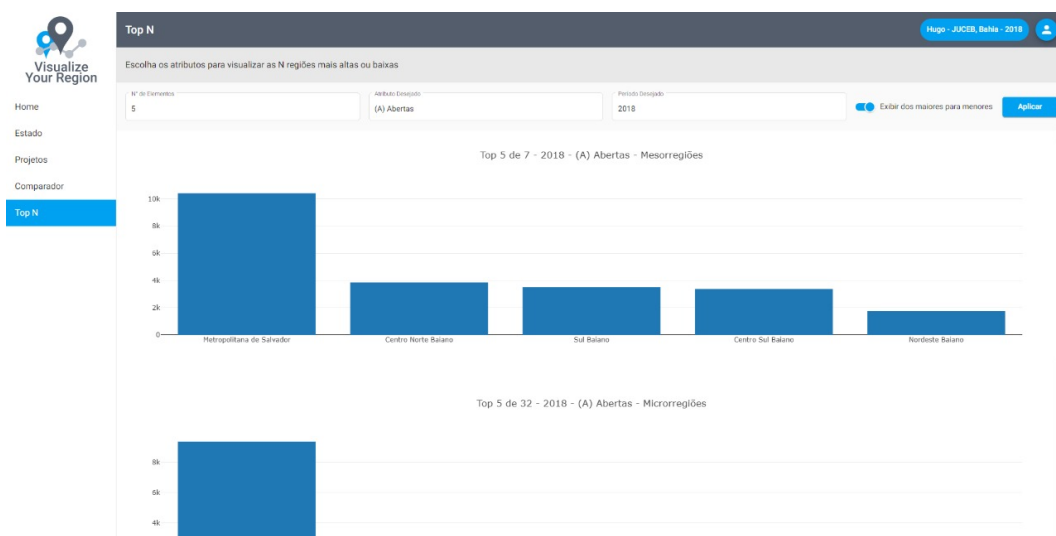 Visualize
Your Region
Home
Estado
Projetos
Comparador
Top N
Top N
Hugo - JUCEB, Bahia - 2018
Escolha os atributos para visualizar as N regiões mais altas ou baixas
N° de Elementos
5
Atributo Desejado
(A) Abertas
Período Desejado
2018
Exibir dos maiores para menores
Aplicar
Top 5 de 7 - 2018 - (A) Abertas - Mesorregiões
10k
8k
6k
4k
2k
0
Metropolitana de Salvador
Centro Norte Baiano
Sul Baiano
Centro Sul Baiano
Nordeste Baiano
Top 5 de 32 - 2018 - (A) Abertas - Microrregiões
8k
6k
4k